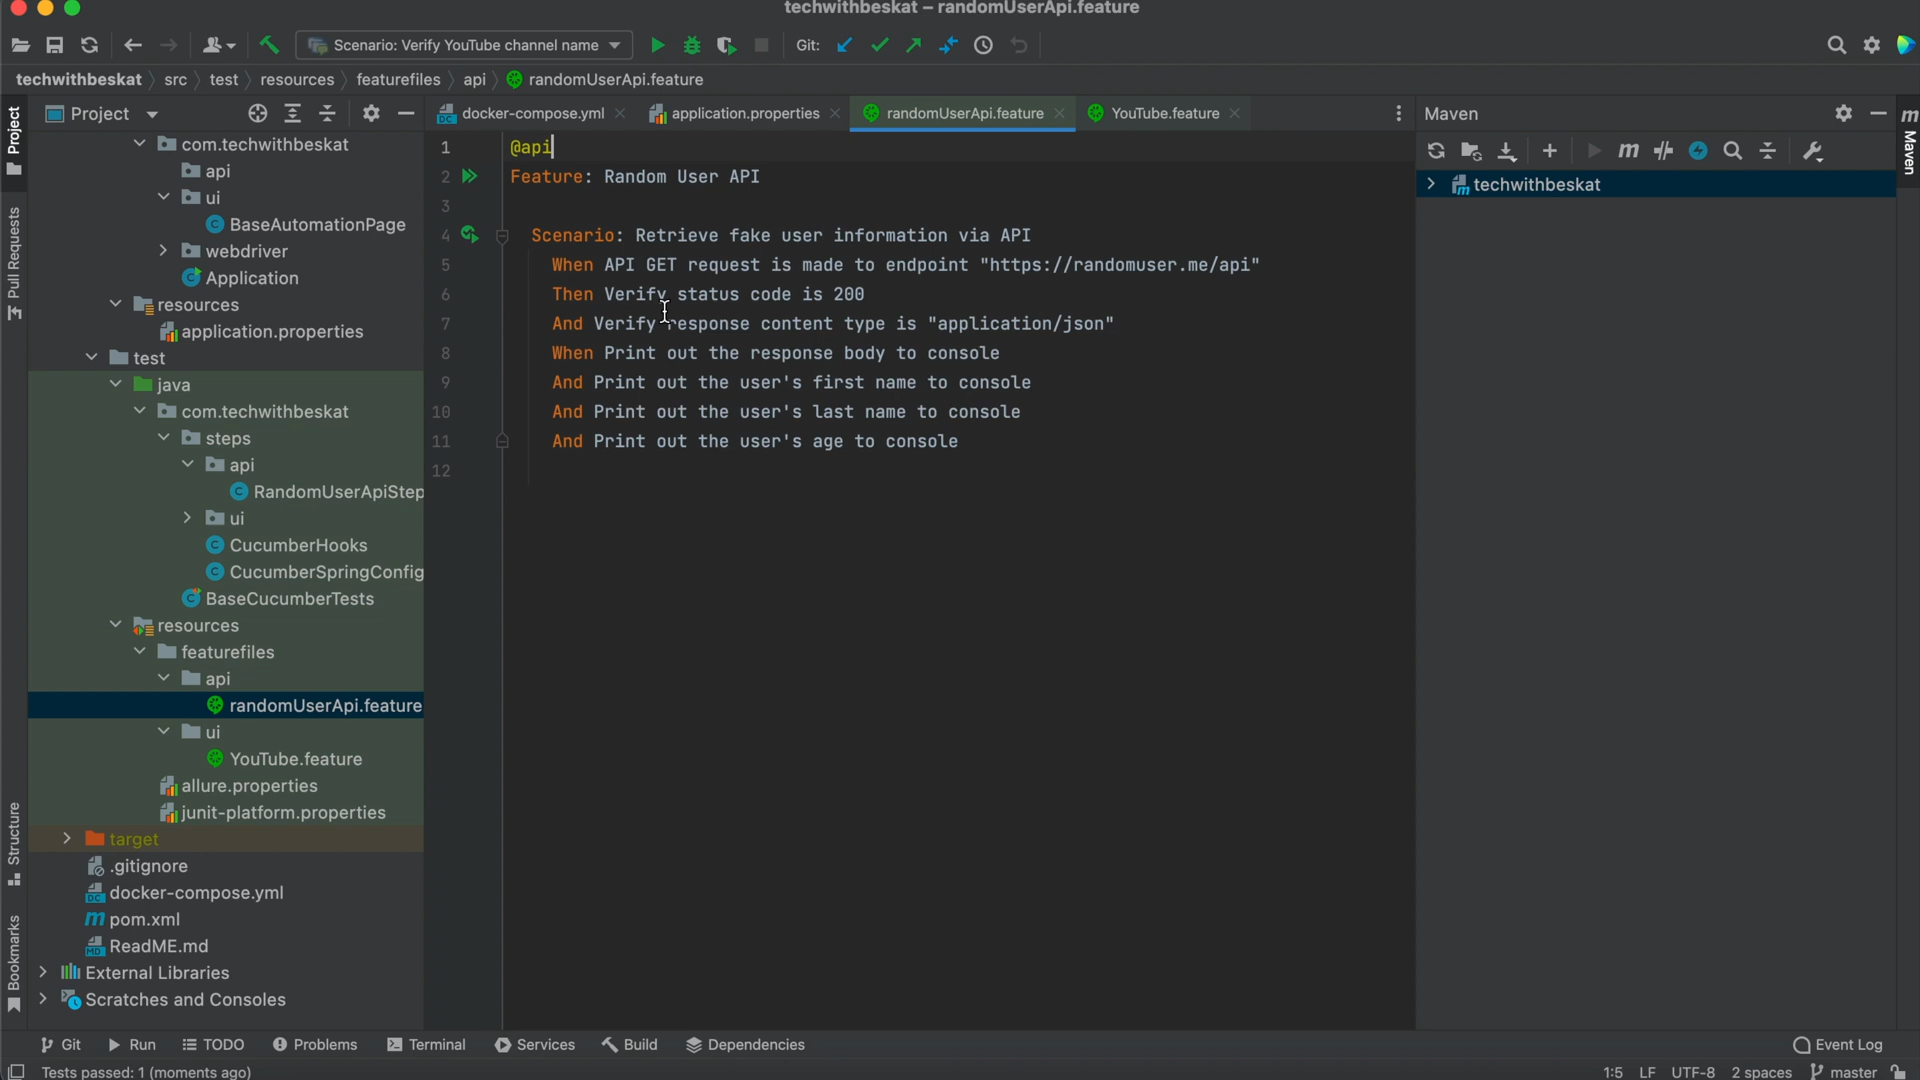 techwithbeskat – randomUserApi.feature
Scenario: Verify YouTube channel name
Git:
techwithbeskat
src
test
resources
featurefiles
api
randomUserApi.feature
Project
docker-compose.yml
application.properties
randomUserApi.feature
YouTube.feature
Maven
Project
Pull Requests
Structure
Bookmarks
com.techwithbeskat
api
ui
BaseAutomationPage
webdriver
Application
resources
application.properties
test
java
com.techwithbeskat
steps
api
RandomUserApiStep
ui
CucumberHooks
CucumberSpringConfig
BaseCucumberTests
resources
featurefiles
api
randomUserApi.feature
ui
YouTube.feature
allure.properties
junit-platform.properties
target
.gitignore
docker-compose.yml
pom.xml
ReadME.md
External Libraries
Scratches and Consoles
1 @api
2 Feature: Random User API
3
4 Scenario: Retrieve fake user information via API
5 When API GET request is made to endpoint "https://randomuser.me/api"
6 Then Verify status code is 200
7 And Verify response content type is "application/json"
8 When Print out the response body to console
9 And Print out the user's first name to console
10 And Print out the user's last name to console
11 And Print out the user's age to console
12
techwithbeskat
Maven
Git
Run
TODO
Problems
Terminal
Services
Build
Dependencies
Event Log
Tests passed: 1 (moments ago)
1:5 LF UTF-8 2 spaces master